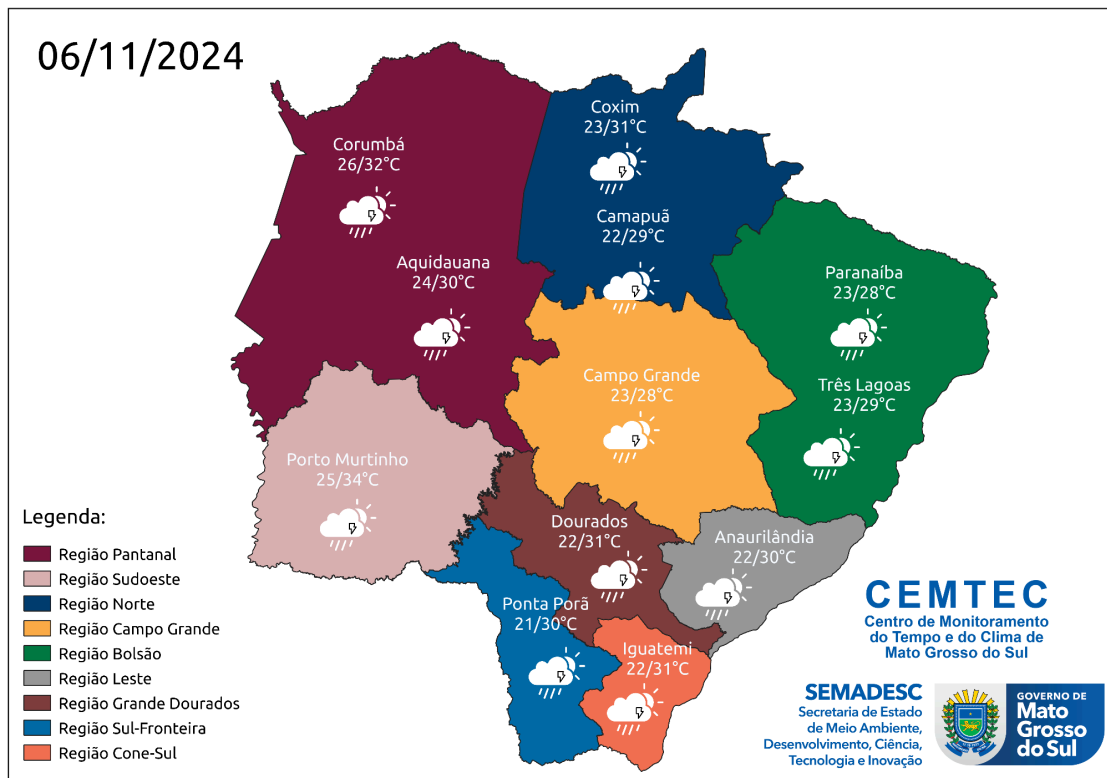 06/11/2024
Coxim
23/31°C
Corumbá
26/32°C
Camapuã
22/29°C
Aquidauana
24/30°C
Paranaíba
23/28°C
Campo Grande
23/28°C
Três Lagoas
23/29°C
Porto Murtinho
25/34°C
Dourados
22/31°C
Anaurilândia
22/30°C
Ponta Porã
21/30°C
Iguatemi
22/31°C
Legenda:
Região Pantanal
Região Sudoeste
Região Norte
Região Campo Grande
Região Bolsão
Região Leste
Região Grande Dourados
Região Sul-Fronteira
Região Cone-Sul
CEMTEC
Centro de Monitoramento
do Tempo e do Clima de
Mato Grosso do Sul
SEMADESC
Secretaria de Estado
de Meio Ambiente,
Desenvolvimento, Ciência,
Tecnologia e Inovação
GOVERNO DE
Mato
Grosso
do Sul